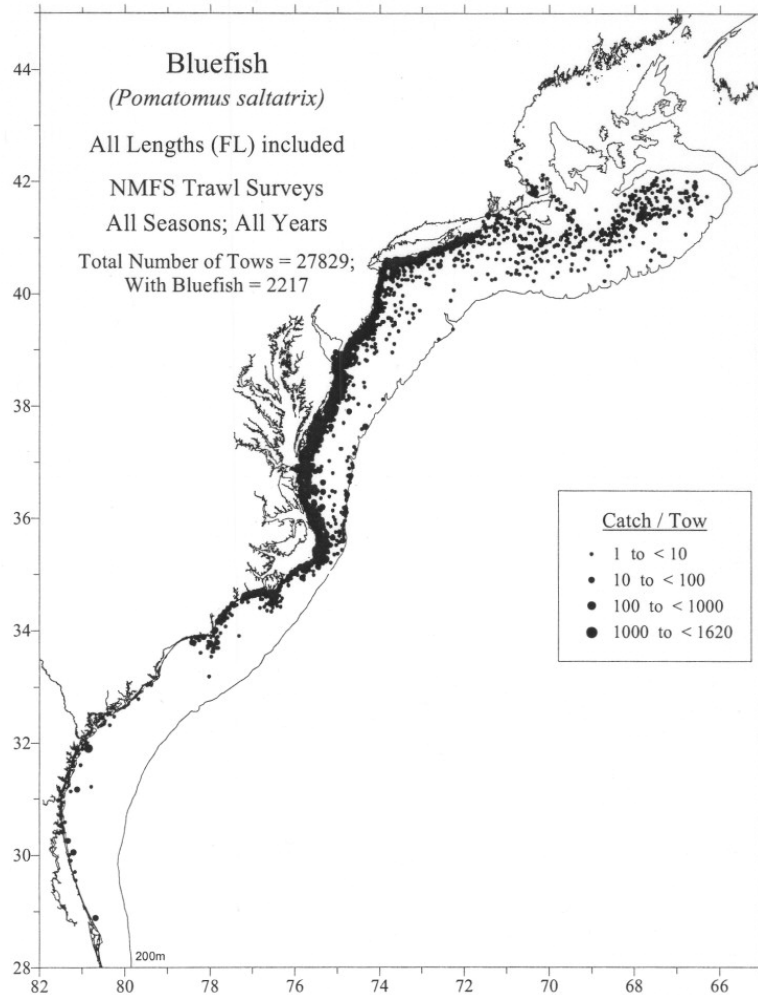 Bluefish
(Pomatomus saltatrix)
All Lengths (FL) included
NMFS Trawl Surveys
All Seasons; All Years
Total Number of Tows = 27829;
With Bluefish = 2217
44
42
40
38
36
34
32
30
28
Catch / Tow
1 to < 10
10 to < 100
100 to < 1000
1000 to < 1620
200m
82 80 78 76 74 72 70 68 66